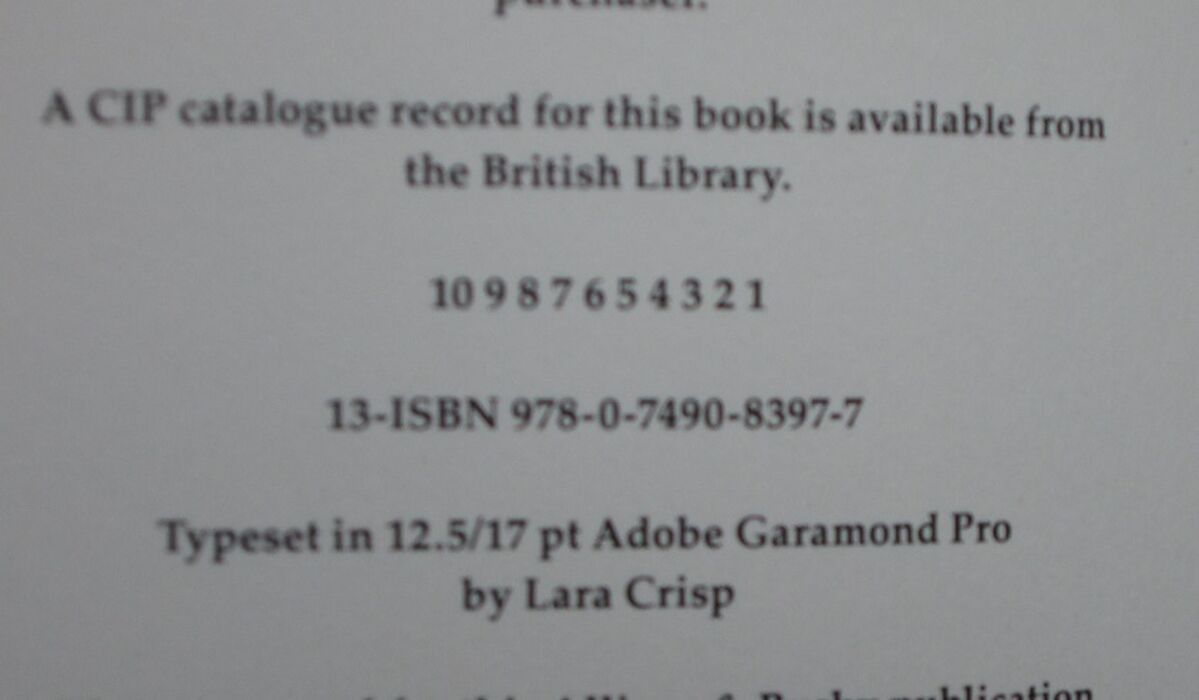 purchaser.
A CIP catalogue record for this book is available from
the British Library.
10 9 8 7 6 5 4 3 2 1
13-ISBN 978-0-7490-8397-7
Typeset in 12.5/17 pt Adobe Garamond Pro
by Lara Crisp
publication